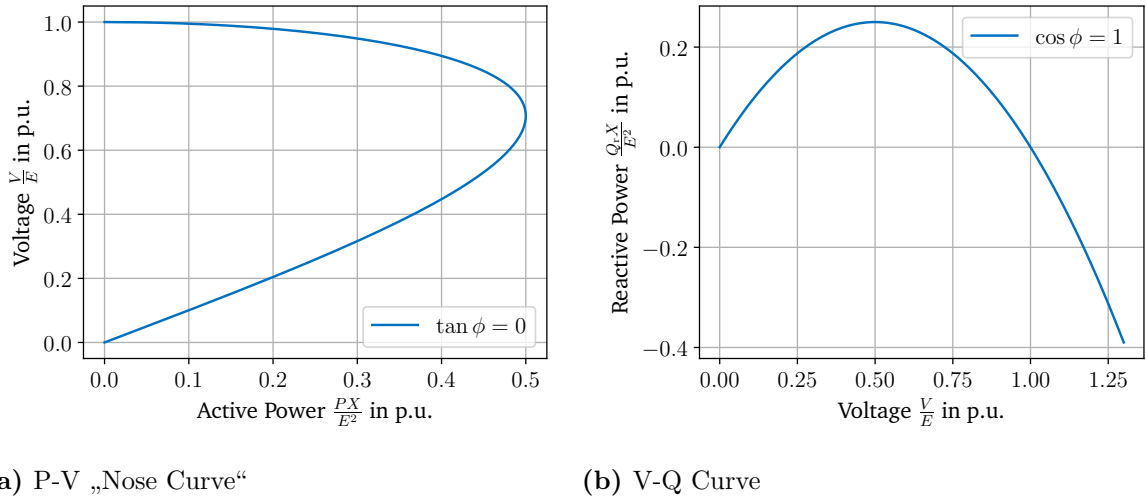 1.0
0.8
0.6
0.4
0.2
0.0
Voltage V/E in p.u.
tan ϕ = 0
0.0 0.1 0.2 0.3 0.4 0.5
Active Power PX/E² in p.u.
a) P-V „Nose Curve“
0.2
0.0
−0.2
−0.4
Reactive Power QᵣX/E² in p.u.
cos ϕ = 1
0.00 0.25 0.50 0.75 1.00 1.25
Voltage V/E in p.u.
(b) V-Q Curve